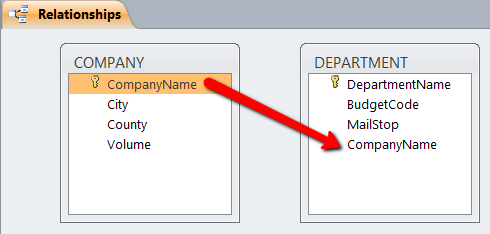 Relationships
COMPANY
CompanyName
City
County
Volume
DEPARTMENT
DepartmentName
BudgetCode
MailStop
CompanyName